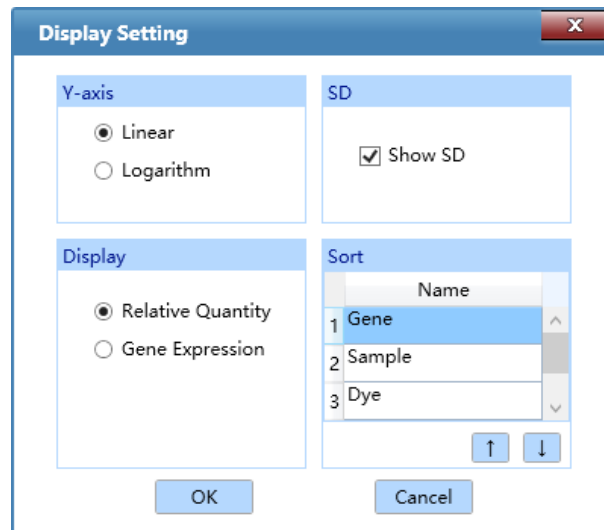 Display Setting
x
Y-axis
Linear
Logarithm
SD
Show SD
Display
Relative Quantity
Gene Expression
Sort
Name
1 Gene
2 Sample
3 Dye
↑ ↓
OK Cancel